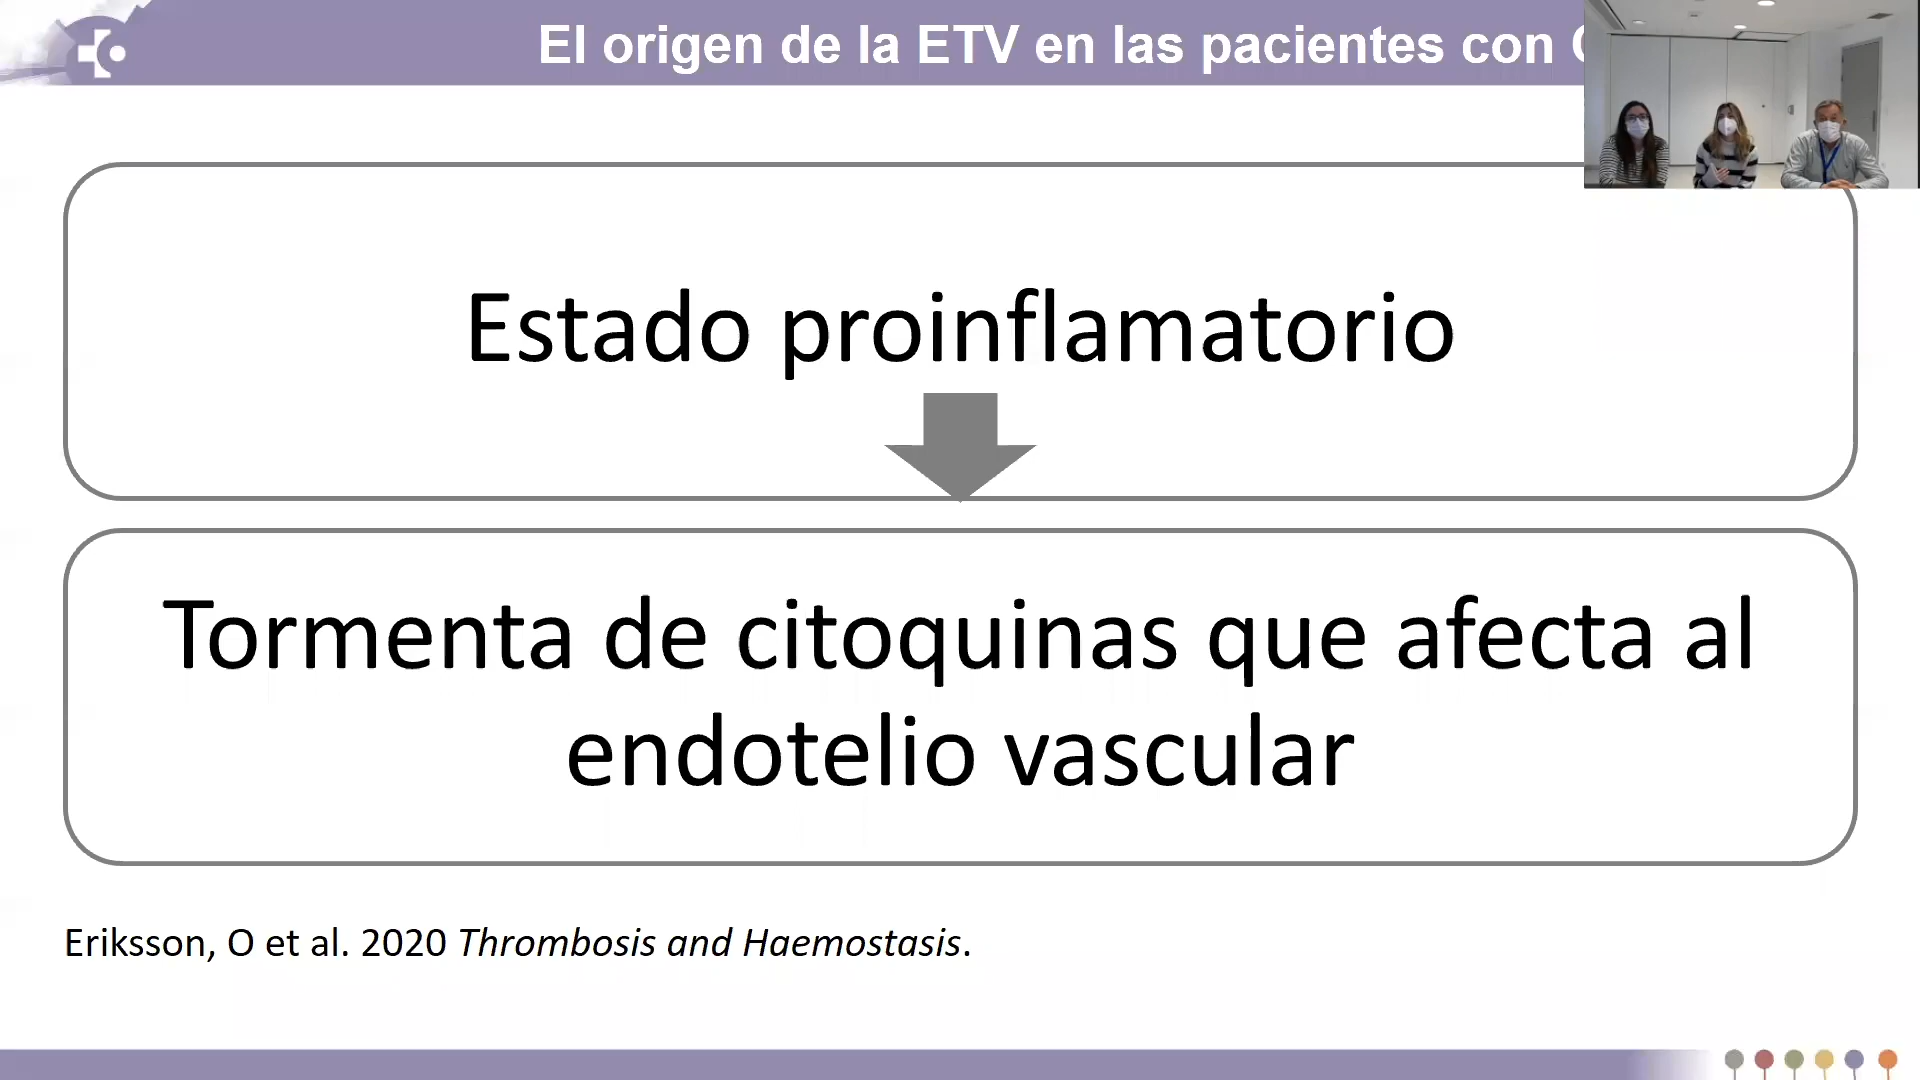 El origen de la ETV en las pacientes con
Estado proinflamatorio
Tormenta de citoquinas que afecta al
endotelio vascular
Eriksson, O et al. 2020 Thrombosis and Haemostasis.